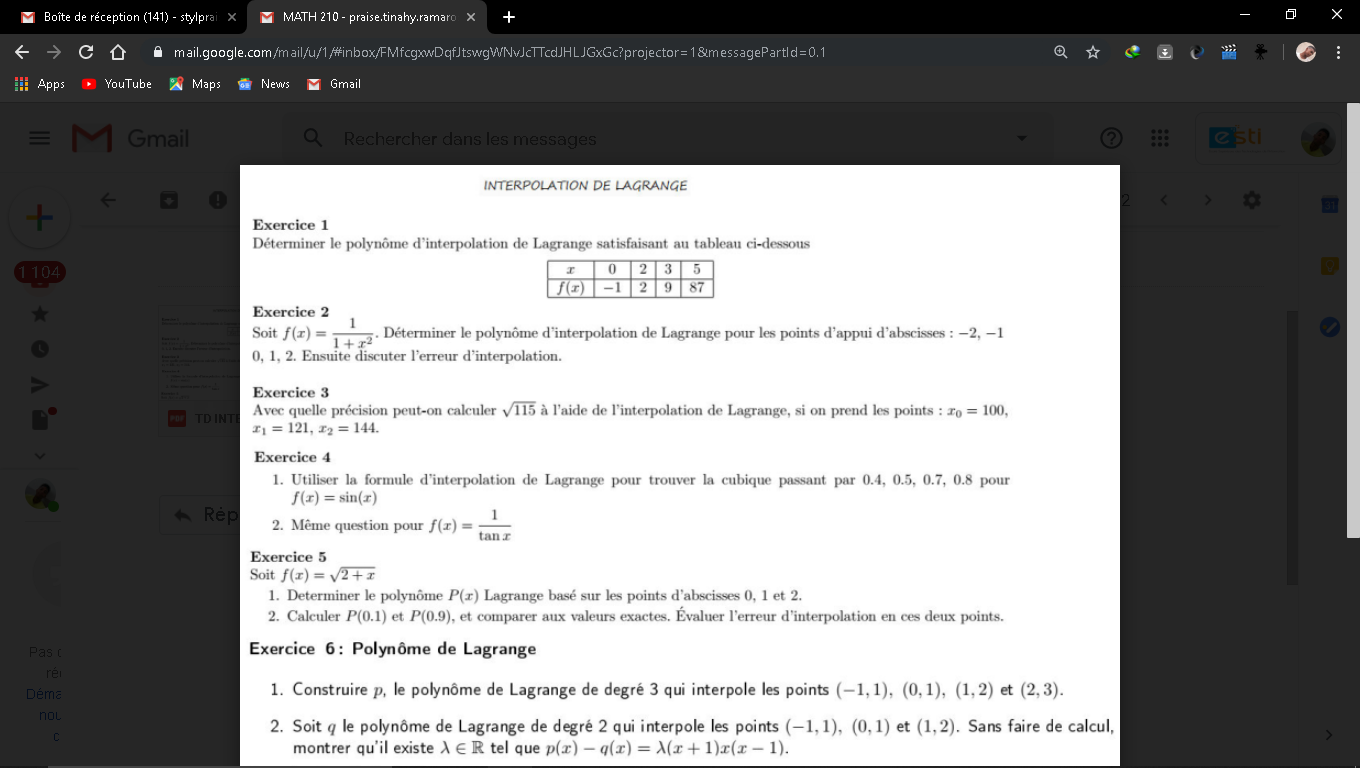 Boîte de réception (141) - stylprai
MATH 210 - praise.tinahy.ramaro
mail.google.com/mail/u/1/#inbox/FMfcgxwDqfJtswgWNvJcTTcdJHLJGxGc?projector=1&messagePartId=0.1
Apps YouTube Maps News Gmail
Gmail
Rechercher dans les messages
estl
1 104
INTERPOLATION DE LAGRANGE
Exercice 1
Déterminer le polynôme d'interpolation de Lagrange satisfaisant au tableau ci-dessous
x 0 2 3 5
f(x) −1 2 9 87
Exercice 2
Soit f(x) = 1/(1 + x²). Déterminer le polynôme d'interpolation de Lagrange pour les points d'appui d'abscisses : −2, −1
0, 1, 2. Ensuite discuter l'erreur d'interpolation.
Exercice 3
Avec quelle précision peut-on calculer √115 à l'aide de l'interpolation de Lagrange, si on prend les points : x₀ = 100,
x₁ = 121, x₂ = 144.
Exercice 4
1. Utiliser la formule d'interpolation de Lagrange pour trouver la cubique passant par 0.4, 0.5, 0.7, 0.8 pour
f(x) = sin(x)
2. Même question pour f(x) = 1/tan x
Exercice 5
Soit f(x) = √(2 + x)
1. Determiner le polynôme P(x) Lagrange basé sur les points d'abscisses 0, 1 et 2.
2. Calculer P(0.1) et P(0.9), et comparer aux valeurs exactes. Évaluer l'erreur d'interpolation en ces deux points.
Exercice 6 : Polynôme de Lagrange
1. Construire p, le polynôme de Lagrange de degré 3 qui interpole les points (−1, 1), (0, 1), (1, 2) et (2, 3).
2. Soit q le polynôme de Lagrange de degré 2 qui interpole les points (−1, 1), (0, 1) et (1, 2). Sans faire de calcul,
montrer qu'il existe λ ∈ ℝ tel que p(x) − q(x) = λ(x + 1)x(x − 1).
PDF TD INTE
Rép
Pas d
ré
Déma
nou